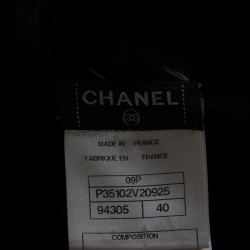 CHANEL
MADE IN FRANCE
FABRIQUE EN FRANCE
09P
P35102V20925
94305 40
COMPOSITION